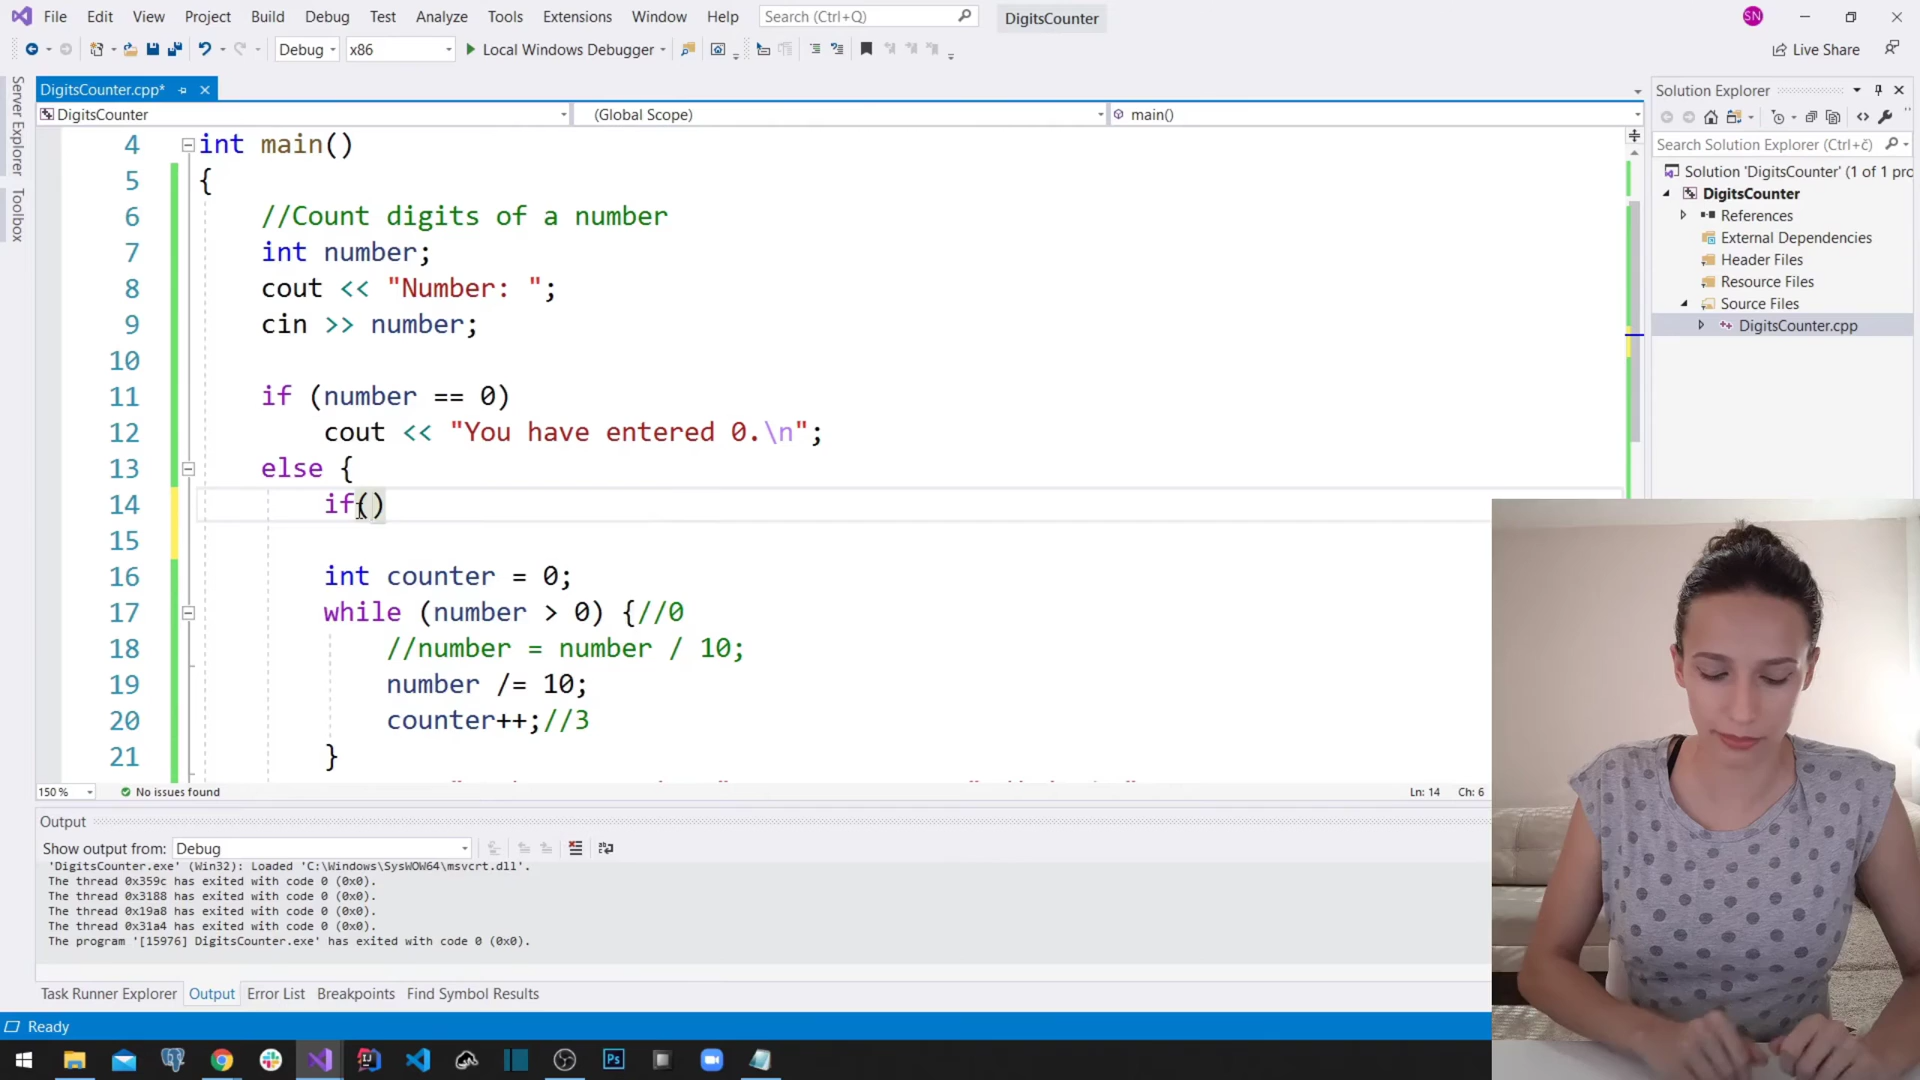 File Edit View Project Build Debug Test Analyze Tools Extensions Window Help Search (Ctrl+Q) DigitsCounter SN
Debug x86 Local Windows Debugger Live Share
Server Explorer
Toolbox
DigitsCounter.cpp*
DigitsCounter (Global Scope) main()
4 int main()
5 {
6 //Count digits of a number
7 int number;
8 cout << "Number: ";
9 cin >> number;
10
11 if (number == 0)
12 cout << "You have entered 0.\n";
13 else {
14 if()
15
16 int counter = 0;
17 while (number > 0) {//0
18 //number = number / 10;
19 number /= 10;
20 counter++;//3
21 }
150 % No issues found Ln: 14 Ch: 6
Solution Explorer
Search Solution Explorer (Ctrl+č)
Solution 'DigitsCounter' (1 of 1 pro
DigitsCounter
References
External Dependencies
Header Files
Resource Files
Source Files
DigitsCounter.cpp
Output
Show output from: Debug
'DigitsCounter.exe' (Win32): Loaded 'C:\Windows\SysWOW64\msvcrt.dll'.
The thread 0x359c has exited with code 0 (0x0).
The thread 0x3188 has exited with code 0 (0x0).
The thread 0x19a8 has exited with code 0 (0x0).
The thread 0x31a4 has exited with code 0 (0x0).
The program '[15976] DigitsCounter.exe' has exited with code 0 (0x0).
Task Runner Explorer Output Error List Breakpoints Find Symbol Results
Ready
Ps